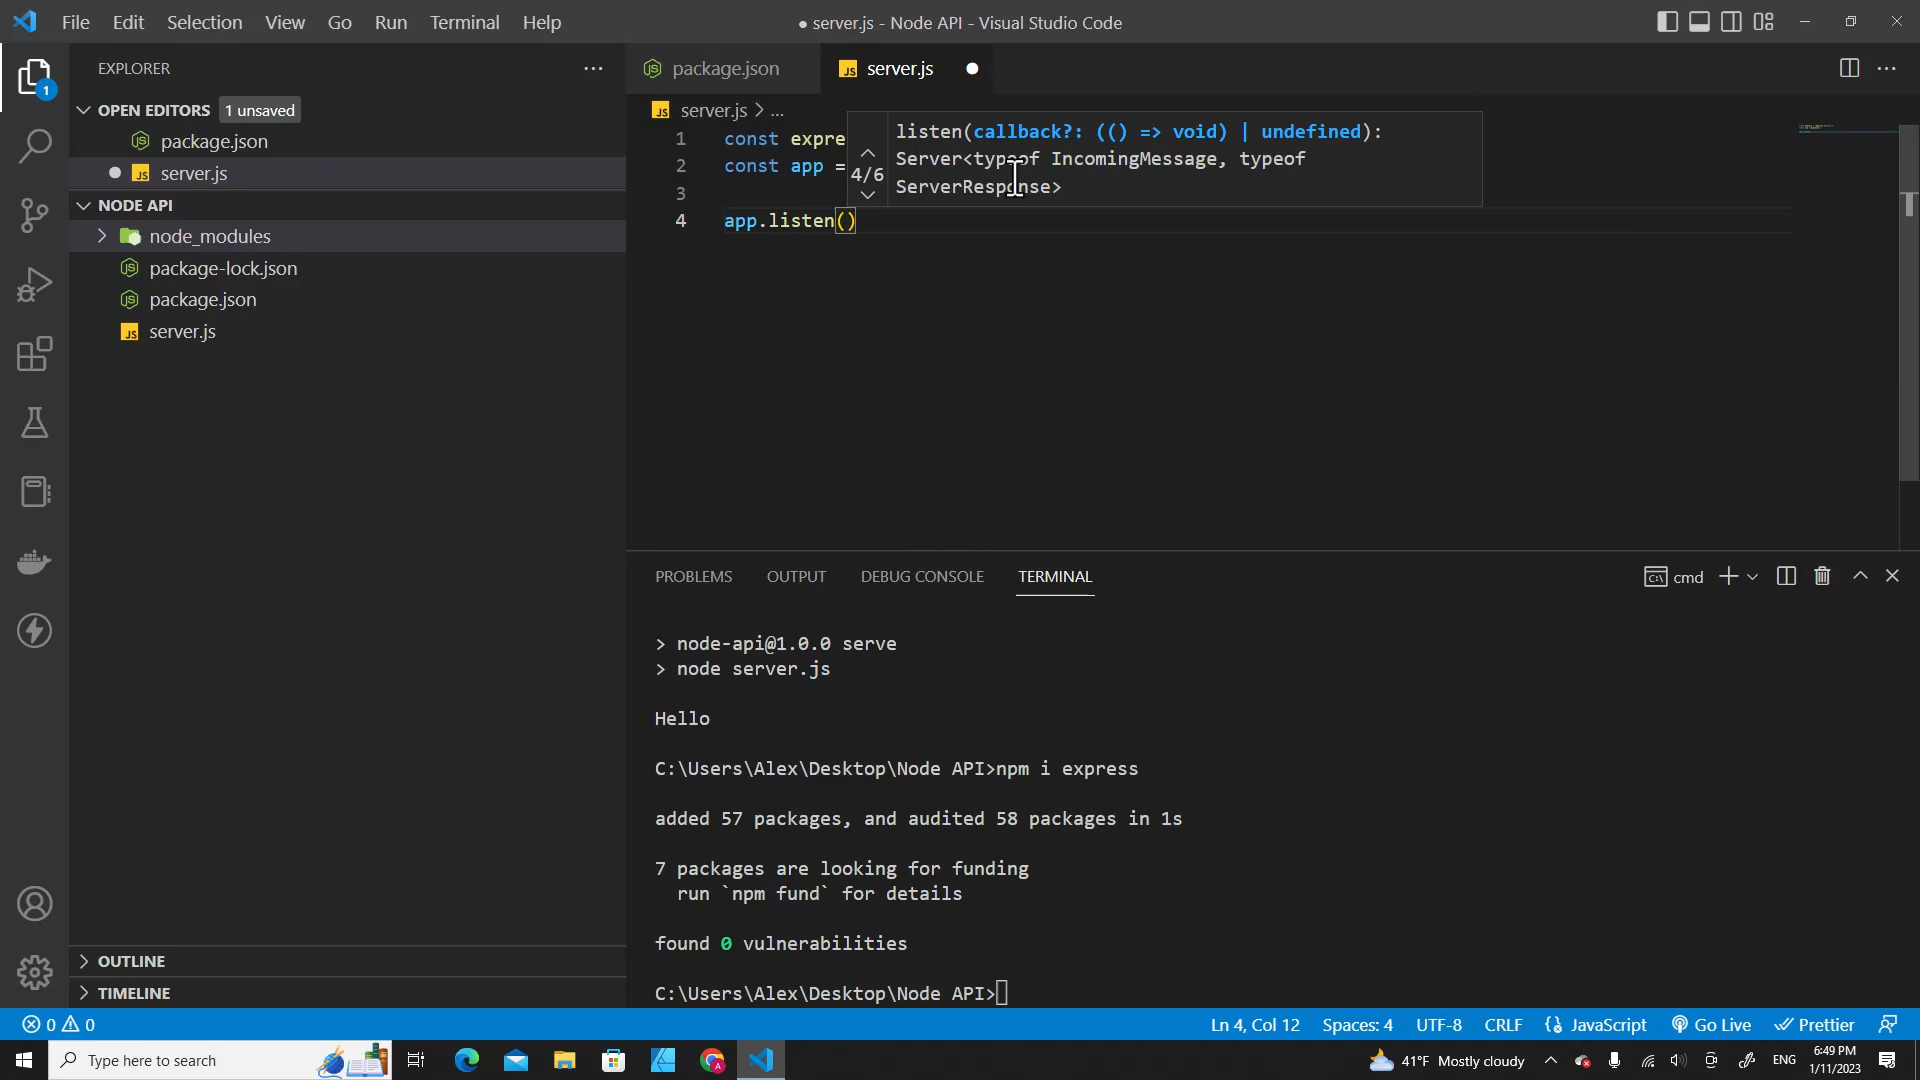 File Edit Selection View Go Run Terminal Help
● server.js - Node API - Visual Studio Code
EXPLORER
OPEN EDITORS 1 unsaved
package.json
server.js
NODE API
node_modules
package-lock.json
package.json
server.js
OUTLINE
TIMELINE
package.json
server.js
server.js > ...
1 const expre
2 const app =
3
4 app.listen()
4/6
listen(callback?: (() => void) | undefined):
Server<typeof IncomingMessage, typeof
ServerResponse>
PROBLEMS OUTPUT DEBUG CONSOLE TERMINAL
cmd
> node-api@1.0.0 serve
> node server.js
Hello
C:\Users\Alex\Desktop\Node API>npm i express
added 57 packages, and audited 58 packages in 1s
7 packages are looking for funding
run `npm fund` for details
found 0 vulnerabilities
C:\Users\Alex\Desktop\Node API>
1
0 0
Ln 4, Col 12 Spaces: 4 UTF-8 CRLF JavaScript Go Live Prettier
Type here to search
41°F Mostly cloudy
ENG
6:49 PM
1/11/2023